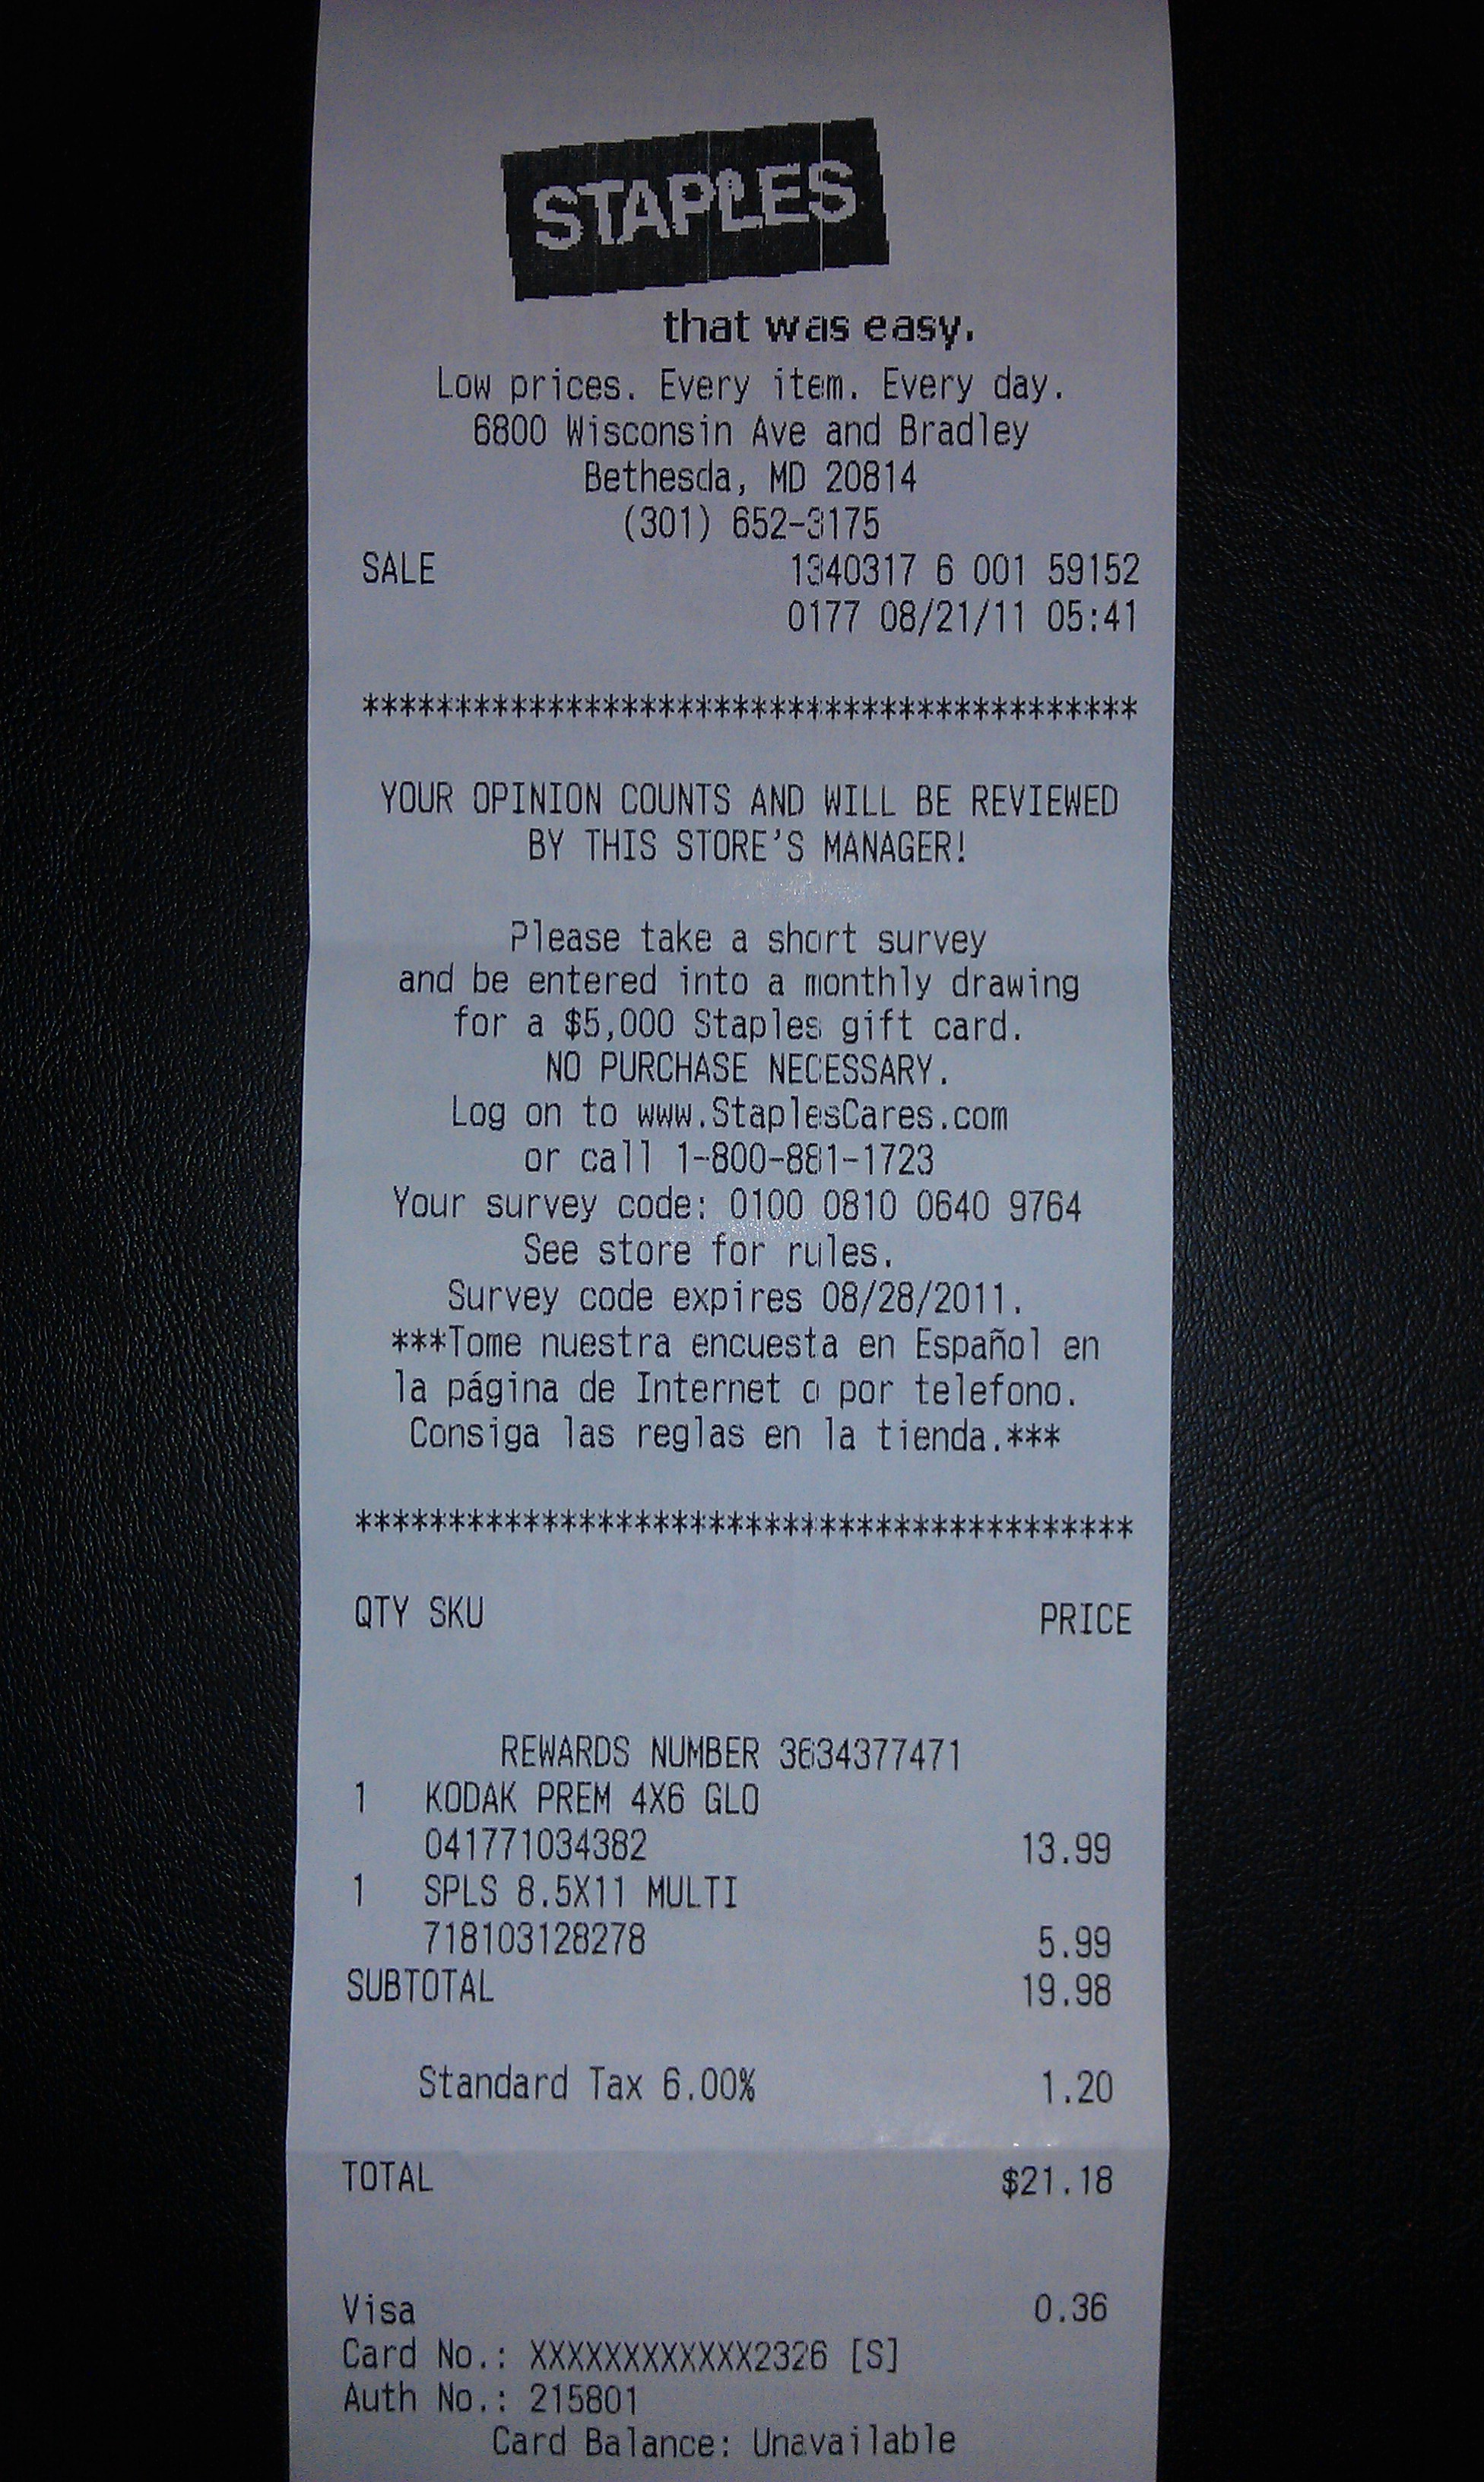 STAPLES
that was easy.
Low prices. Every item. Every day.
6800 Wisconsin Ave and Bradley
Bethesda, MD 20814
(301) 652-3175
SALE 1340317 6 001 59152
0177 08/21/11 05:41
******************************************
YOUR OPINION COUNTS AND WILL BE REVIEWED
BY THIS STORE'S MANAGER!
Please take a short survey
and be entered into a monthly drawing
for a $5,000 Staples gift card.
NO PURCHASE NECESSARY.
Log on to www.StaplesCares.com
or call 1-800-881-1723
Your survey code: 0100 0810 0640 9764
See store for rules.
Survey code expires 08/28/2011.
***Tome nuestra encuesta en Español en
la página de Internet o por telefono.
Consiga las reglas en la tienda.***
******************************************
QTY SKU PRICE
REWARDS NUMBER 3634377471
1 KODAK PREM 4X6 GLO
041771034382 13.99
1 SPLS 8.5X11 MULTI
718103128278 5.99
SUBTOTAL 19.98
Standard Tax 6.00% 1.20
TOTAL $21.18
Visa 0.36
Card No.: XXXXXXXXXXXX2326 [S]
Auth No.: 215801
Card Balance: Unavailable